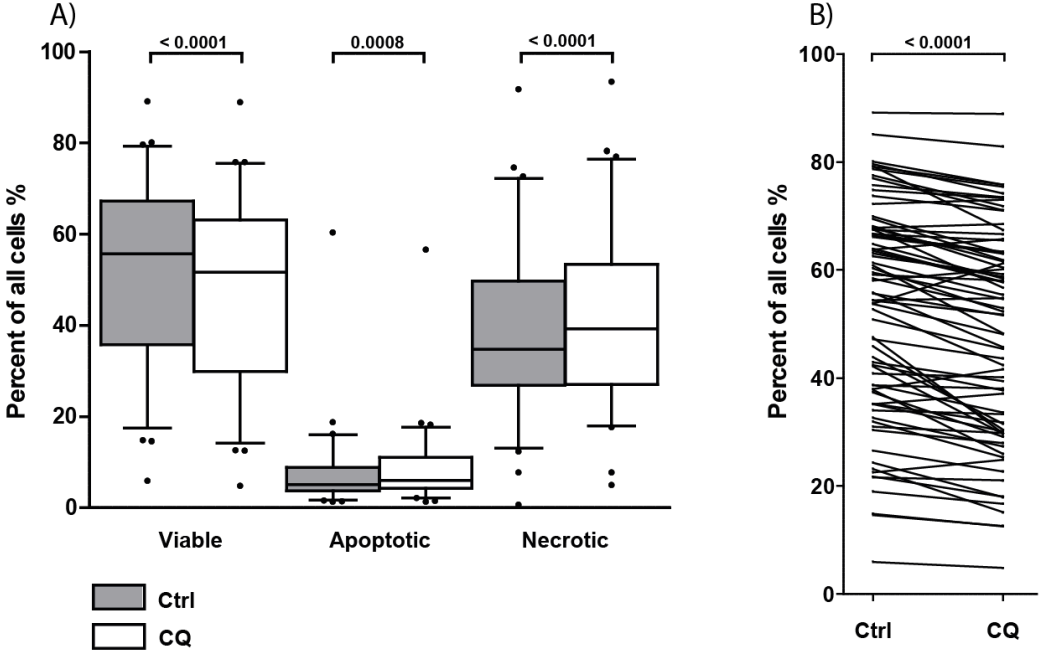 A)
B)
< 0.0001
0.0008
< 0.0001
< 0.0001
Percent of all cells %
100
80
60
40
20
0
Viable
Apoptotic
Necrotic
Ctrl
CQ
Percent of all cells %
100
80
60
40
20
0
Ctrl
CQ